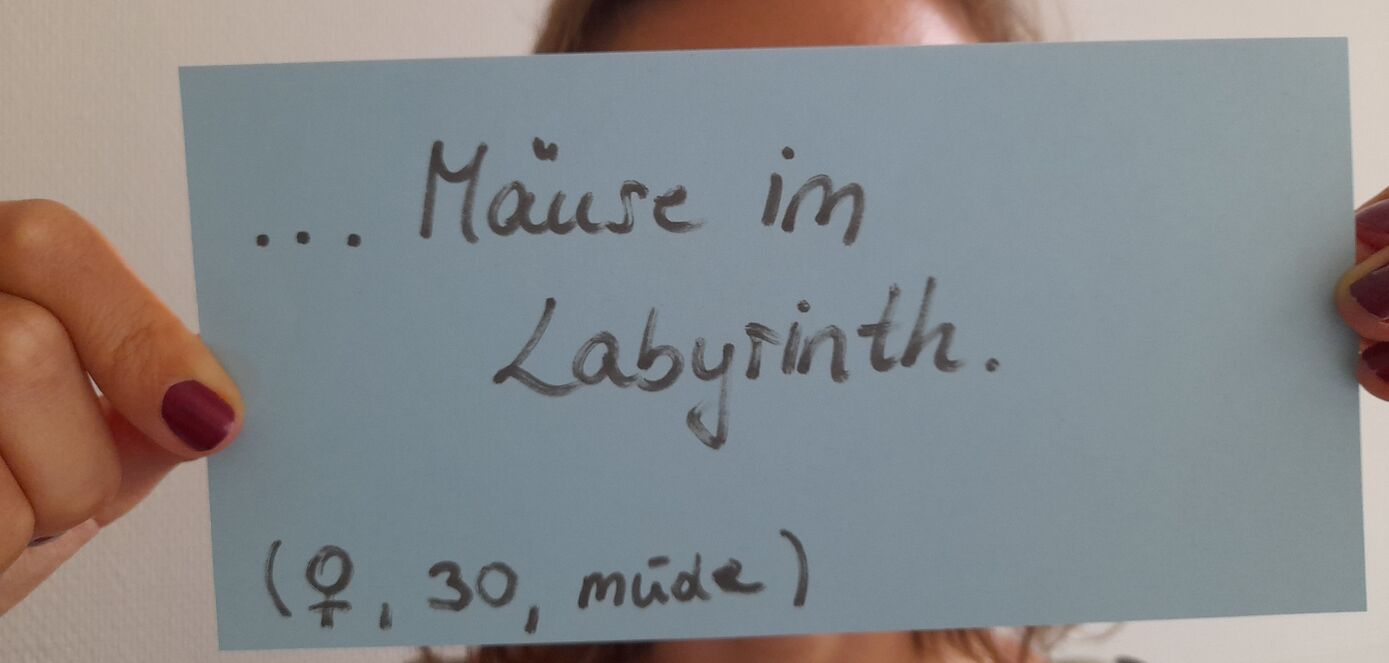 ... Mäuse im
Labyrinth.
(♀, 30, müde)